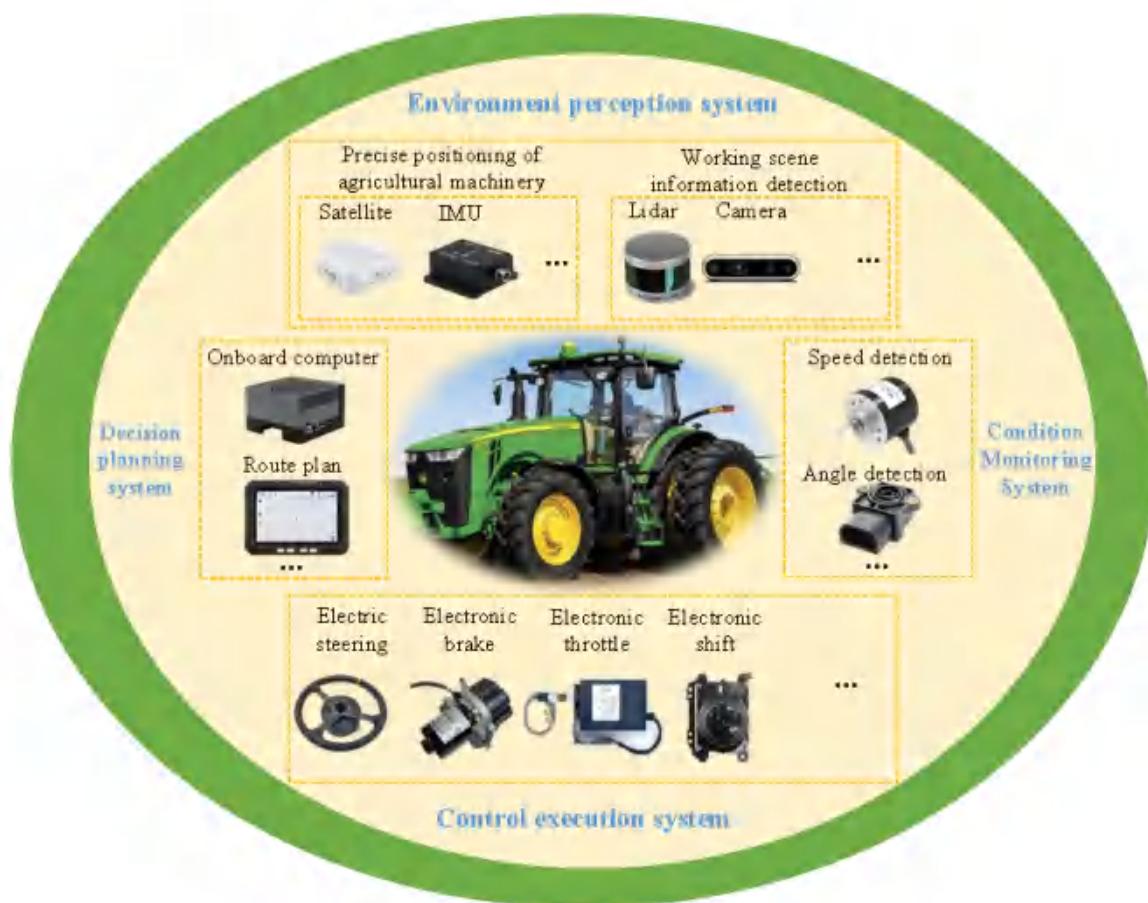 Environment perception system
Precise positioning of
agricultural machinery
Working scene
information detection
Satellite
IMU
...
Lidar
Camera
...
Onboard computer
Route plan
...
Decision
planning
system
Speed detection
Angle detection
...
Condition
Monitoring
System
Electric
steering
Electronic
brake
Electronic
throttle
Electronic
shift
...
Control execution system